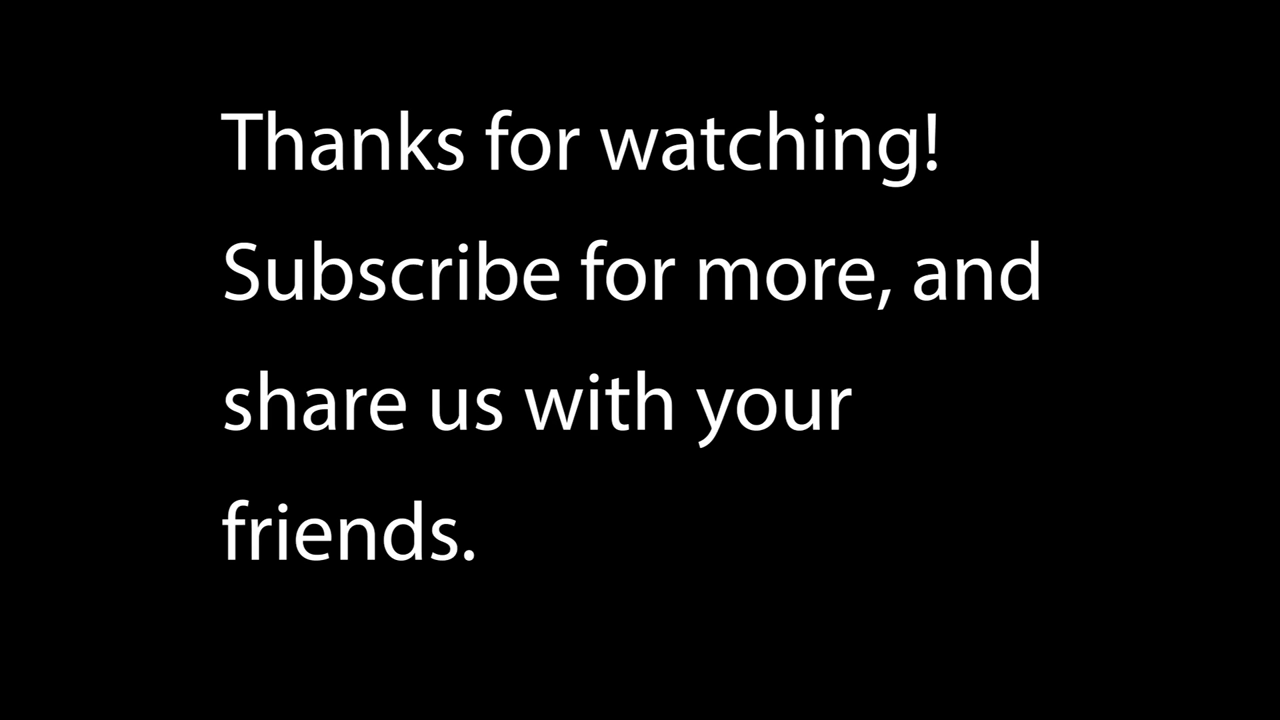 Thanks for watching!
Subscribe for more, and
share us with your
friends.